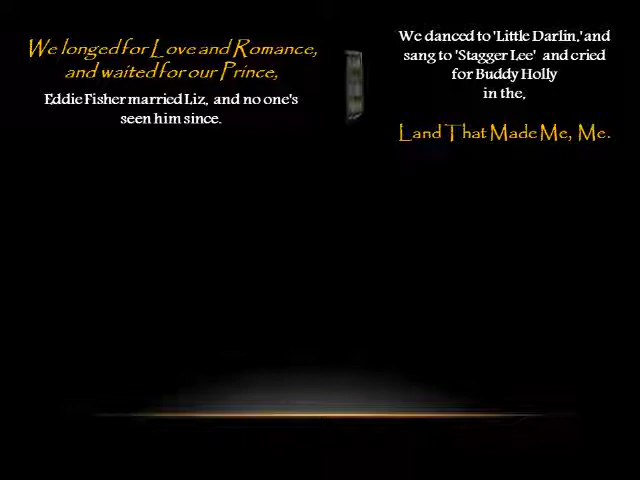 We longed for Love and Romance,
and waited for our Prince,
Eddie Fisher married Liz, and no one's
seen him since.
We danced to 'Little Darlin,' and
sang to 'Stagger Lee' and cried
for Buddy Holly
in the,
Land That Made Me, Me.